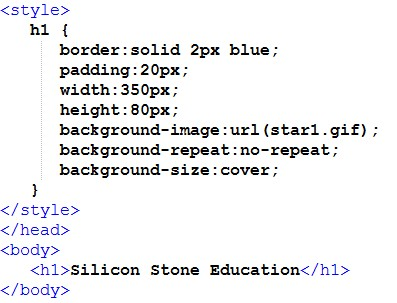 <style>
h1 {
border:solid 2px blue;
padding:20px;
width:350px;
height:80px;
background-image:url(star1.gif);
background-repeat:no-repeat;
background-size:cover;
}
</style>
</head>
<body>
<h1>Silicon Stone Education</h1>
</body>